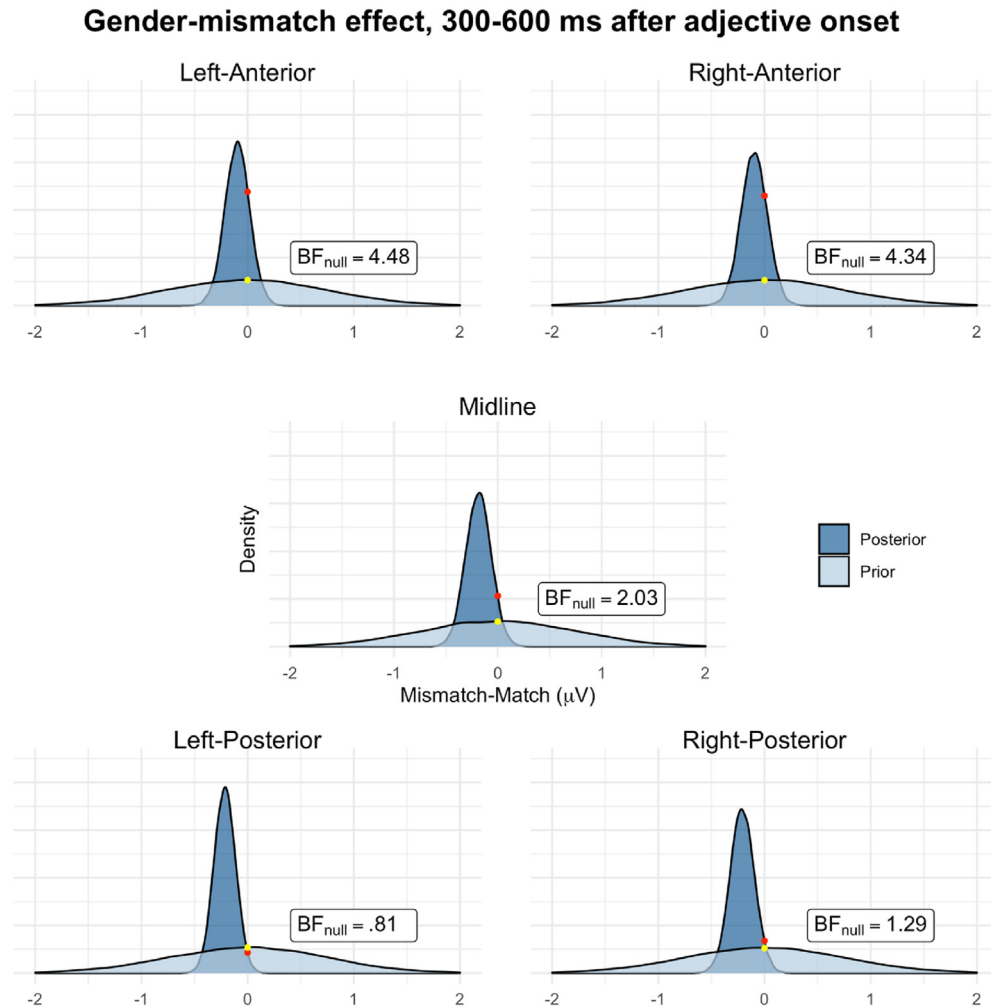 Gender-mismatch effect, 300-600 ms after adjective onset
Left-Anterior
BFnull = 4.48
-2 -1 0 1 2
Right-Anterior
BFnull = 4.34
-2 -1 0 1 2
Midline
Density
BFnull = 2.03
-2 -1 0 1 2
Mismatch-Match (μV)
Posterior
Prior
Left-Posterior
BFnull = .81
-2 -1 0 1 2
Right-Posterior
BFnull = 1.29
-2 -1 0 1 2